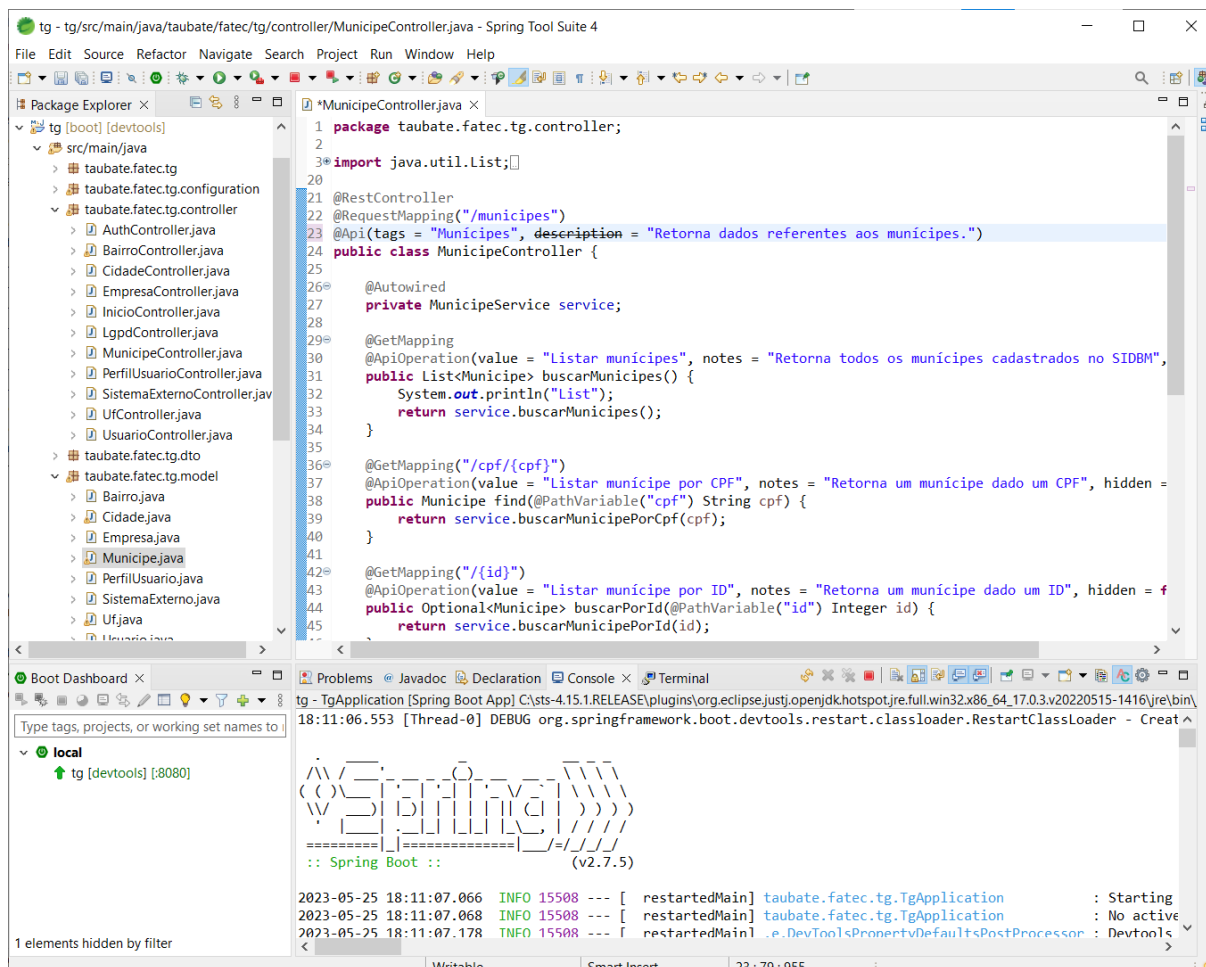 tg - tg/src/main/java/taubate/fatec/tg/controller/MunicipeController.java - Spring Tool Suite 4
File Edit Source Refactor Navigate Search Project Run Window Help
Package Explorer
tg [boot] [devtools]
src/main/java
taubate.fatec.tg
taubate.fatec.tg.configuration
taubate.fatec.tg.controller
AuthController.java
BairroController.java
CidadeController.java
EmpresaController.java
InicioController.java
LgpdController.java
MunicipeController.java
PerfilUsuarioController.java
SistemaExternoController.jav
UfController.java
UsuarioController.java
taubate.fatec.tg.dto
taubate.fatec.tg.model
Bairro.java
Cidade.java
Empresa.java
Municipe.java
PerfilUsuario.java
SistemaExterno.java
Uf.java
Usuario.java
*MunicipeController.java
1 package taubate.fatec.tg.controller;
2
3 import java.util.List;
20
21 @RestController
22 @RequestMapping("/municipes")
23 @Api(tags = "Munícipes", description = "Retorna dados referentes aos munícipes.")
24 public class MunicipeController {
25
26 @Autowired
27 private MunicipeService service;
28
29 @GetMapping
30 @ApiOperation(value = "Listar munícipes", notes = "Retorna todos os munícipes cadastrados no SIDBM",
31 public List<Municipe> buscarMunicipes() {
32 System.out.println("List");
33 return service.buscarMunicipes();
34 }
35
36 @GetMapping("/cpf/{cpf}")
37 @ApiOperation(value = "Listar munícipe por CPF", notes = "Retorna um munícipe dado um CPF", hidden =
38 public Municipe find(@PathVariable("cpf") String cpf) {
39 return service.buscarMunicipePorCpf(cpf);
40 }
41
42 @GetMapping("/{id}")
43 @ApiOperation(value = "Listar munícipe por ID", notes = "Retorna um munícipe dado um ID", hidden = f
44 public Optional<Municipe> buscarPorId(@PathVariable("id") Integer id) {
45 return service.buscarMunicipePorId(id);
Boot Dashboard
Type tags, projects, or working set names to i
local
tg [devtools] [:8080]
1 elements hidden by filter
Problems Javadoc Declaration Console Terminal
tg - TgApplication [Spring Boot App] C:\sts-4.15.1.RELEASE\plugins\org.eclipse.justj.openjdk.hotspot.jre.full.win32.x86_64_17.0.3.v20220515-1416\jre\bin\
18:11:06.553 [Thread-0] DEBUG org.springframework.boot.devtools.restart.classloader.RestartClassLoader - Creat
Spring
:: Spring Boot :: (v2.7.5)
2023-05-25 18:11:07.066 INFO 15508 --- [ restartedMain] taubate.fatec.tg.TgApplication : Starting
2023-05-25 18:11:07.068 INFO 15508 --- [ restartedMain] taubate.fatec.tg.TgApplication : No active
2023-05-25 18:11:07.178 INFO 15508 --- [ restartedMain] .e.DevToolsPropertyDefaultsPostProcessor : Devtools
Writable Smart Insert 23 : 79 : 955